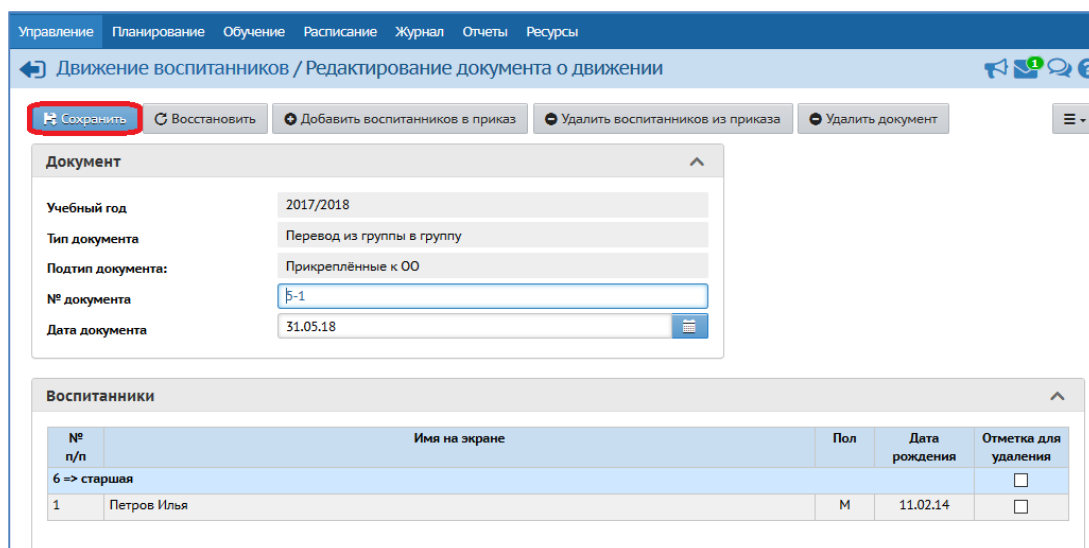 Управление Планирование Обучение Расписание Журнал Отчеты Ресурсы
Движение воспитанников / Редактирование документа о движении
1
Сохранить Восстановить Добавить воспитанников в приказ Удалить воспитанников из приказа Удалить документ
Документ
Учебный год 2017/2018
Тип документа Перевод из группы в группу
Подтип документа: Прикреплённые к ОО
№ документа 5-1
Дата документа 31.05.18
Воспитанники
№ п/п Имя на экране Пол Дата рождения Отметка для удаления
6 => старшая
1 Петров Илья М 11.02.14